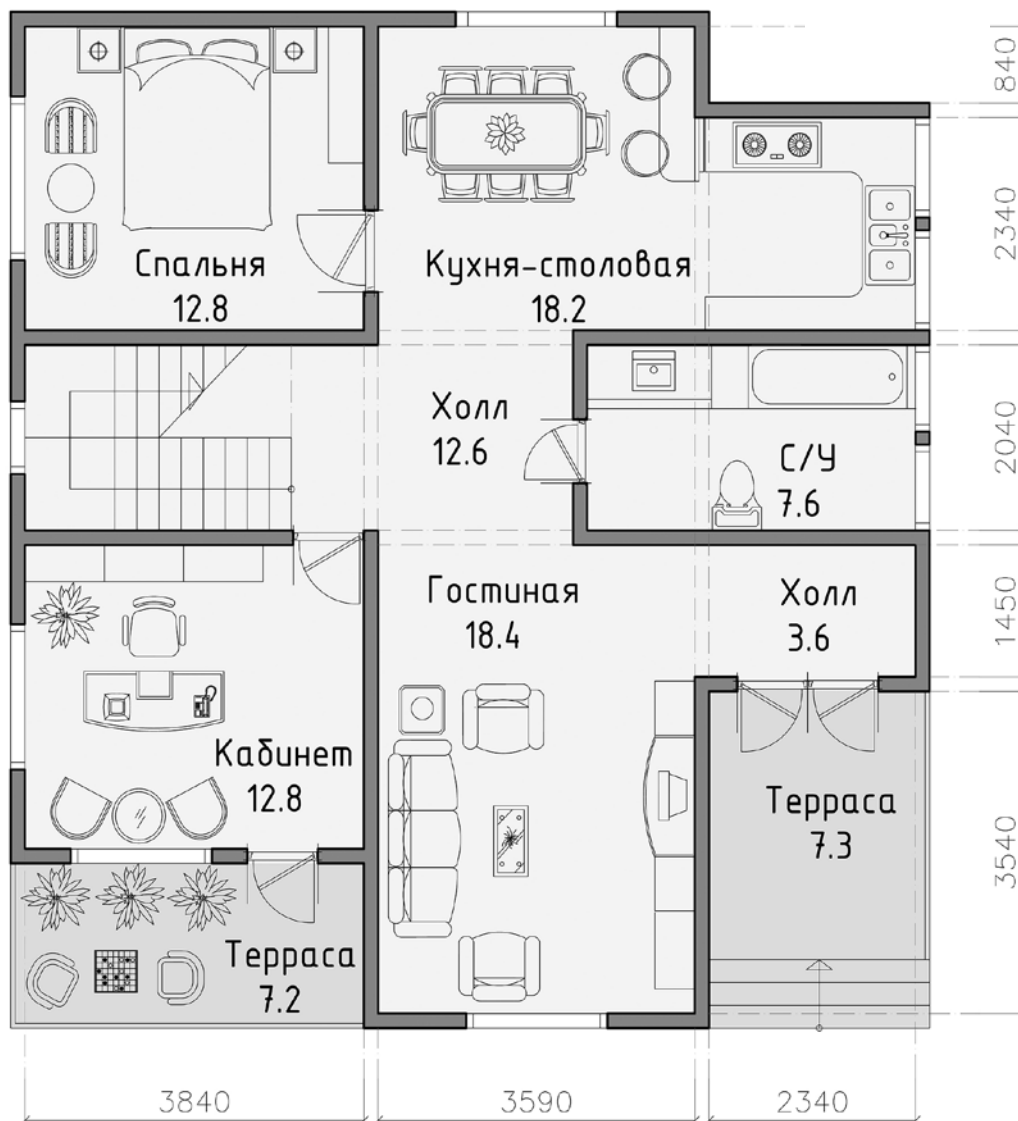 840
2340
Спальня
12.8
Кухня-столовая
18.2
Холл
12.6
С/У
7.6
2040
Гостиная
18.4
Холл
3.6
1450
Кабинет
12.8
Терраса
7.3
3540
Терраса
7.2
3840
3590
2340